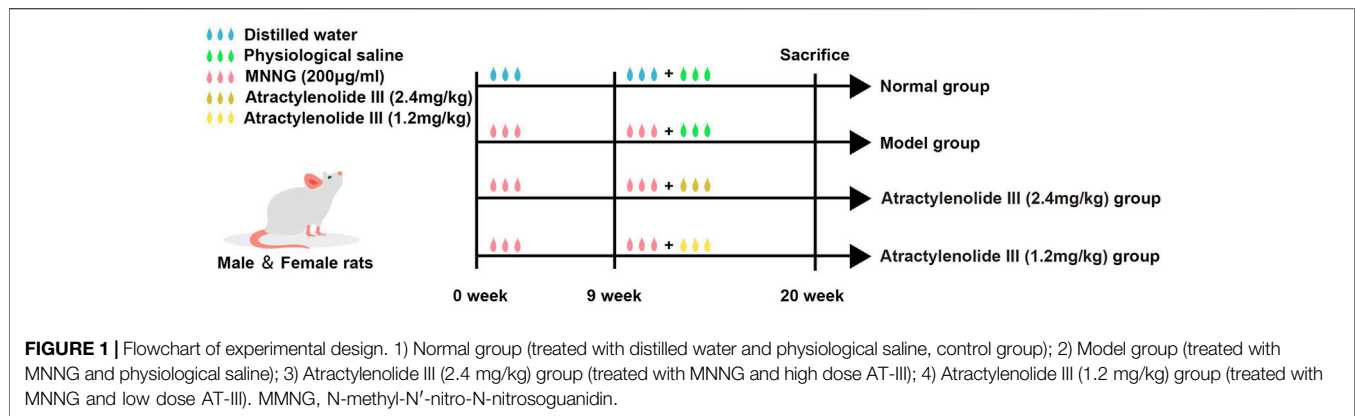 Distilled water
Physiological saline
MNNG (200μg/ml)
Atractylenolide III (2.4mg/kg)
Atractylenolide III (1.2mg/kg)
Male & Female rats
Sacrifice
+
Normal group
+
Model group
+
Atractylenolide III (2.4mg/kg) group
+
Atractylenolide III (1.2mg/kg) group
0 week 9 week 20 week
FIGURE 1 | Flowchart of experimental design. 1) Normal group (treated with distilled water and physiological saline, control group); 2) Model group (treated with
MNNG and physiological saline); 3) Atractylenolide III (2.4 mg/kg) group (treated with MNNG and high dose AT-III); 4) Atractylenolide III (1.2 mg/kg) group (treated with
MNNG and low dose AT-III). MMNG, N-methyl-N′-nitro-N-nitrosoguanidin.